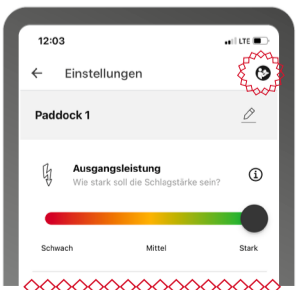 12:03
LTE
Einstellungen
Paddock 1
Ausgangsleistung
Wie stark soll die Schlagstärke sein?
Schwach Mittel Stark